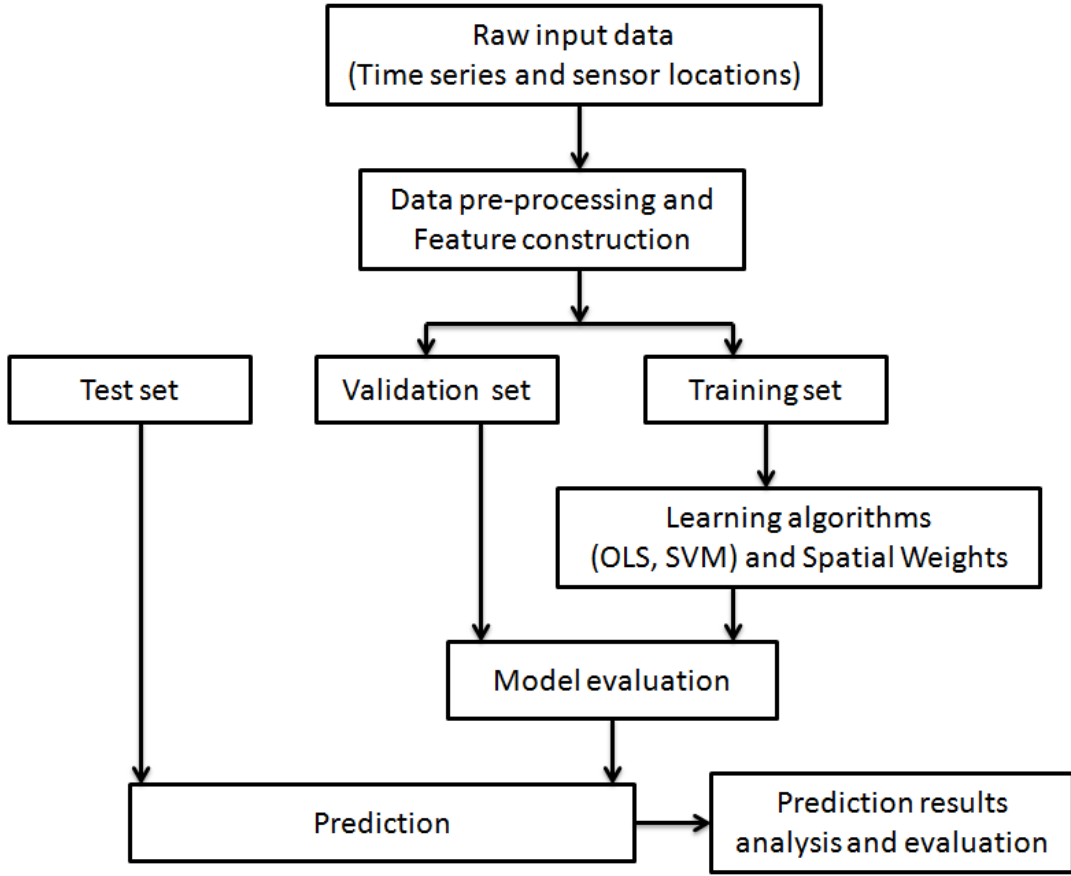 Raw input data
(Time series and sensor locations)
Data pre-processing and
Feature construction
Test set
Validation set
Training set
Learning algorithms
(OLS, SVM) and Spatial Weights
Model evaluation
Prediction
Prediction results
analysis and evaluation